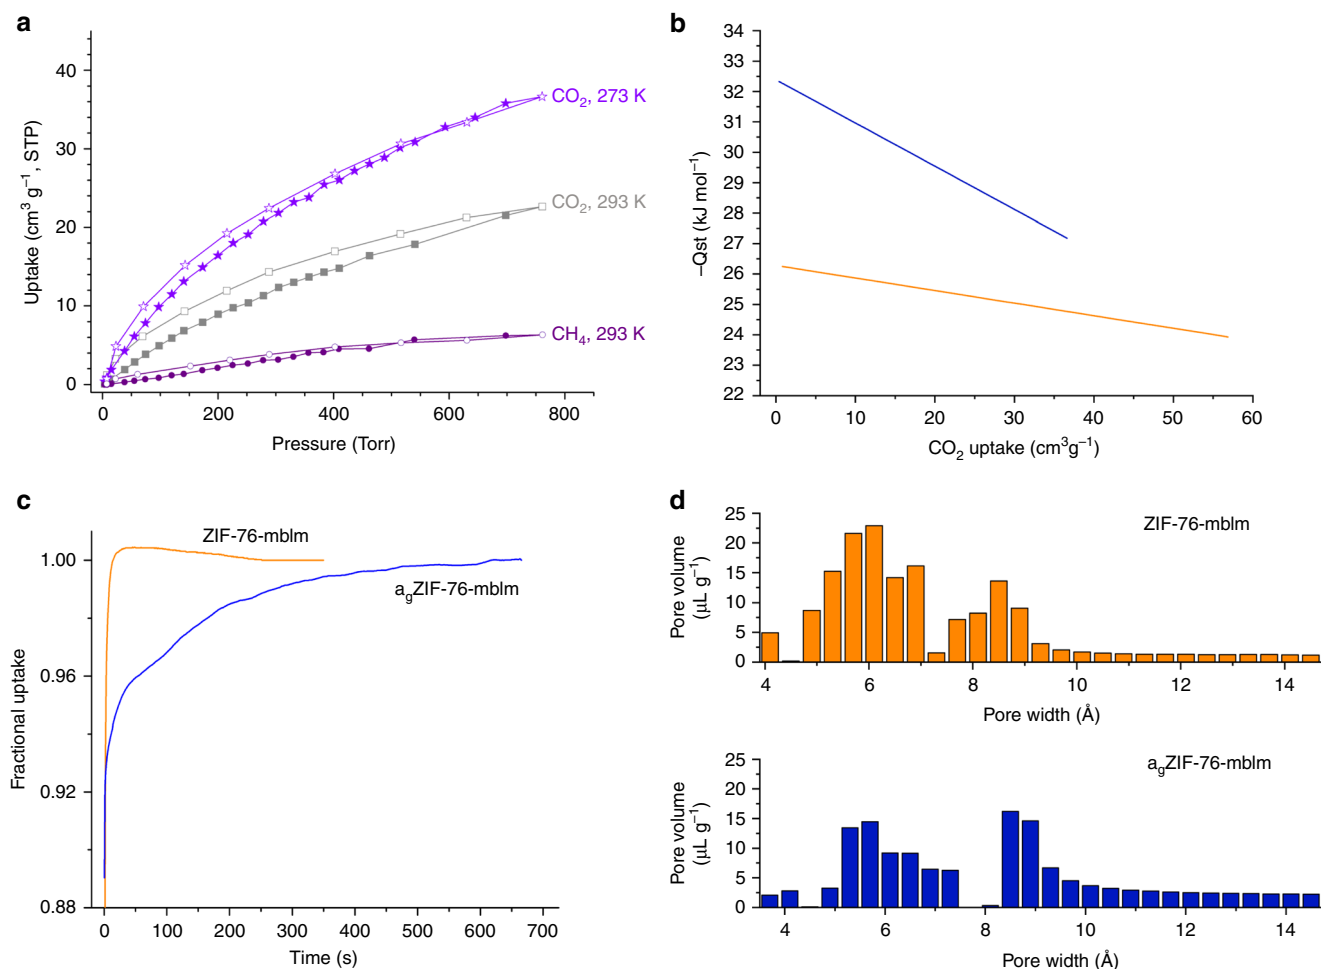 a
40
30
20
10
0
Uptake (cm³ g⁻¹, STP)
CO₂, 273 K
CO₂, 293 K
CH₄, 293 K
0 200 400 600 800
Pressure (Torr)
b
34
33
32
31
30
29
28
27
26
25
24
23
22
–Qst (kJ mol⁻¹)
0 10 20 30 40 50 60
CO₂ uptake (cm³g⁻¹)
c
1.00
0.96
0.92
0.88
Fractional uptake
ZIF-76-mbIm
a_gZIF-76-mbIm
0 100 200 300 400 500 600 700
Time (s)
d
25
20
15
10
5
0
Pore volume
(μL g⁻¹)
ZIF-76-mbIm
4 6 8 10 12 14
Pore width (Å)
25
20
15
10
5
0
Pore volume
(μL g⁻¹)
a_gZIF-76-mbIm
4 6 8 10 12 14
Pore width (Å)